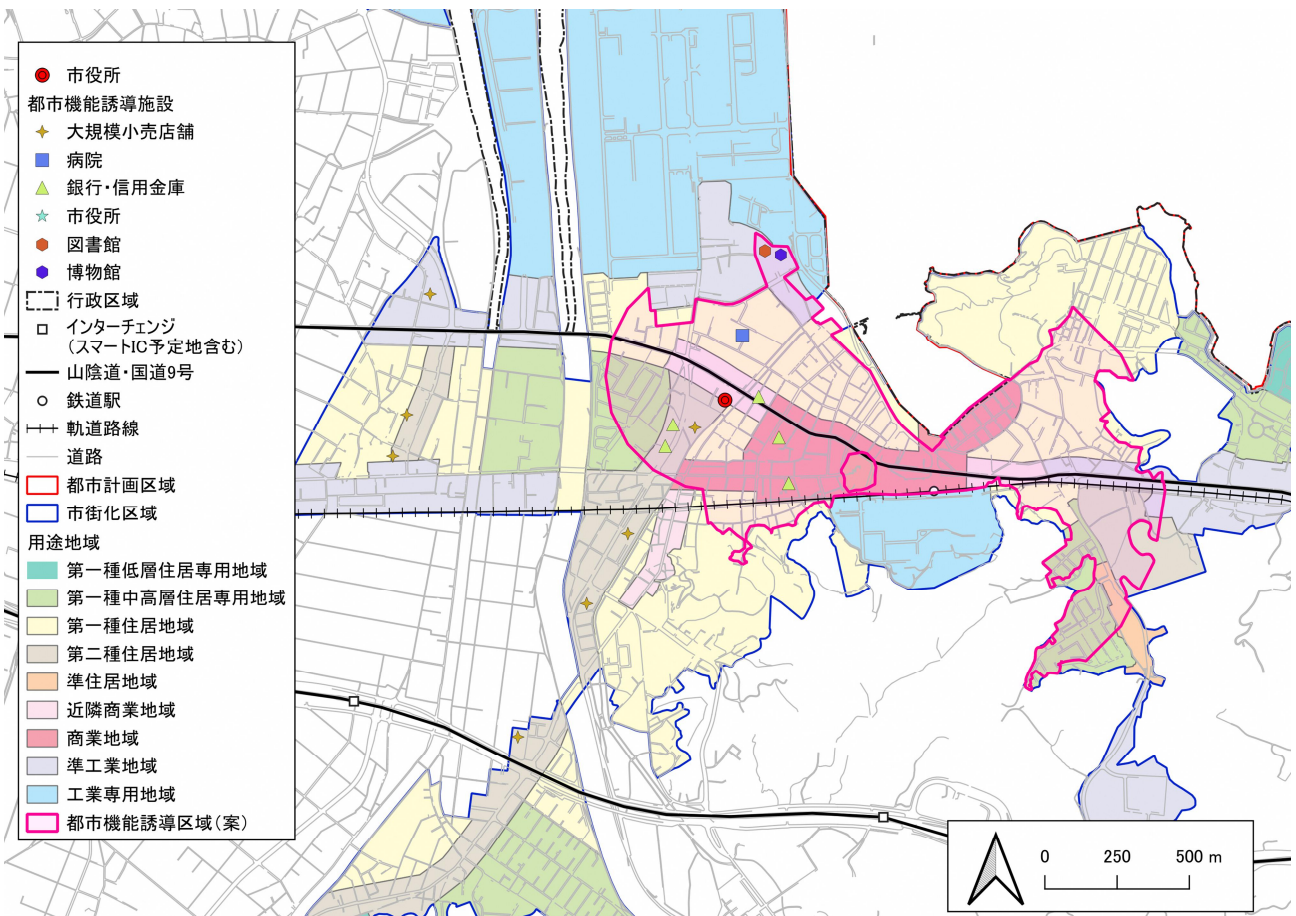 市役所
都市機能誘導施設
大規模小売店舗
病院
銀行・信用金庫
市役所
図書館
博物館
行政区域
インターチェンジ
(スマートIC予定地含む)
山陰道・国道9号
鉄道駅
軌道路線
道路
都市計画区域
市街化区域
用途地域
第一種低層住居専用地域
第一種中高層住居専用地域
第一種住居地域
第二種住居地域
準住居地域
近隣商業地域
商業地域
準工業地域
工業専用地域
都市機能誘導区域(案)
0 250 500 m